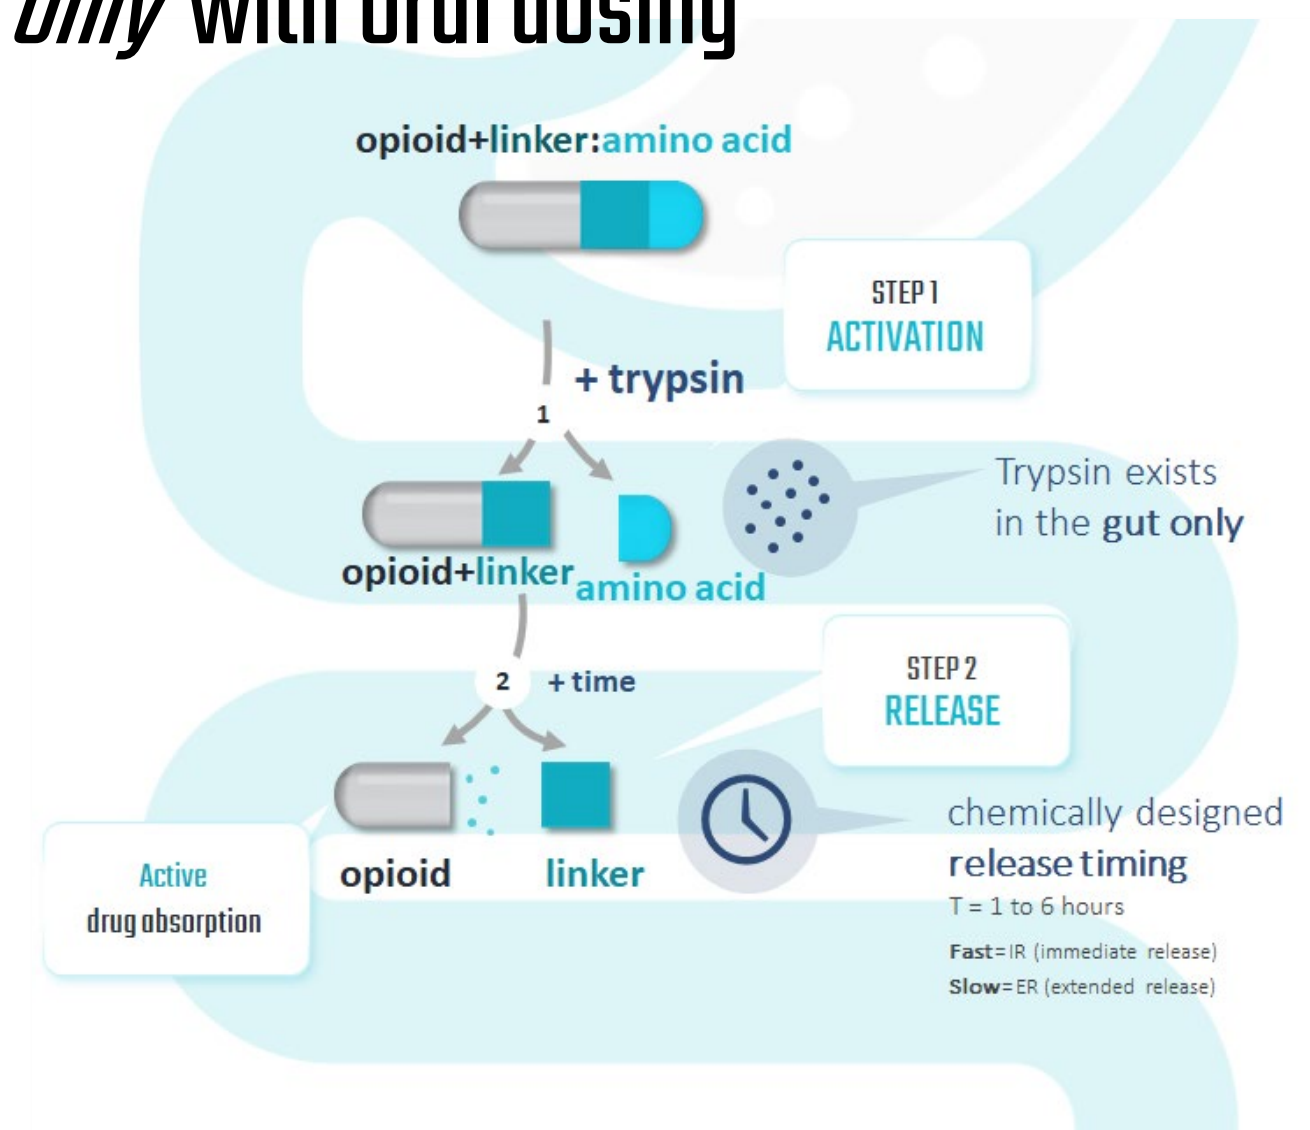 only with oral dosing
opioid+linker:amino acid
STEP 1
ACTIVATION
+ trypsin
1
Trypsin exists
in the gut only
opioid+linker
amino acid
STEP 2
RELEASE
2
+ time
chemically designed
release timing
T = 1 to 6 hours
Fast=IR (immediate release)
Slow=ER (extended release)
Active
drug absorption
opioid
linker